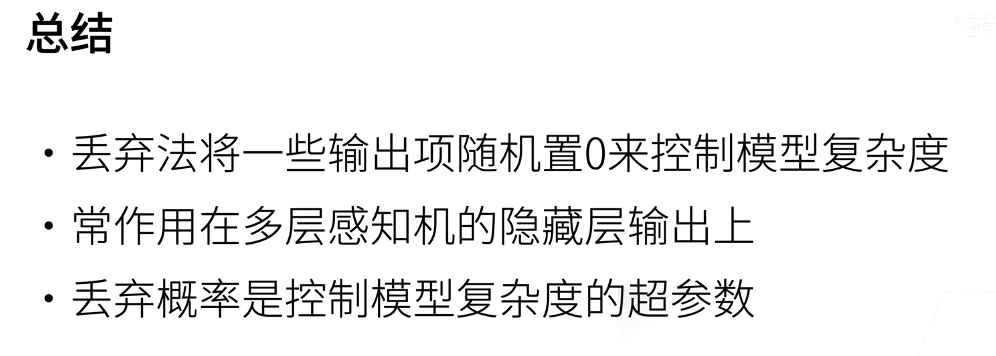 总结
• 丢弃法将一些输出项随机置0来控制模型复杂度
• 常作用在多层感知机的隐藏层输出上
• 丢弃概率是控制模型复杂度的超参数